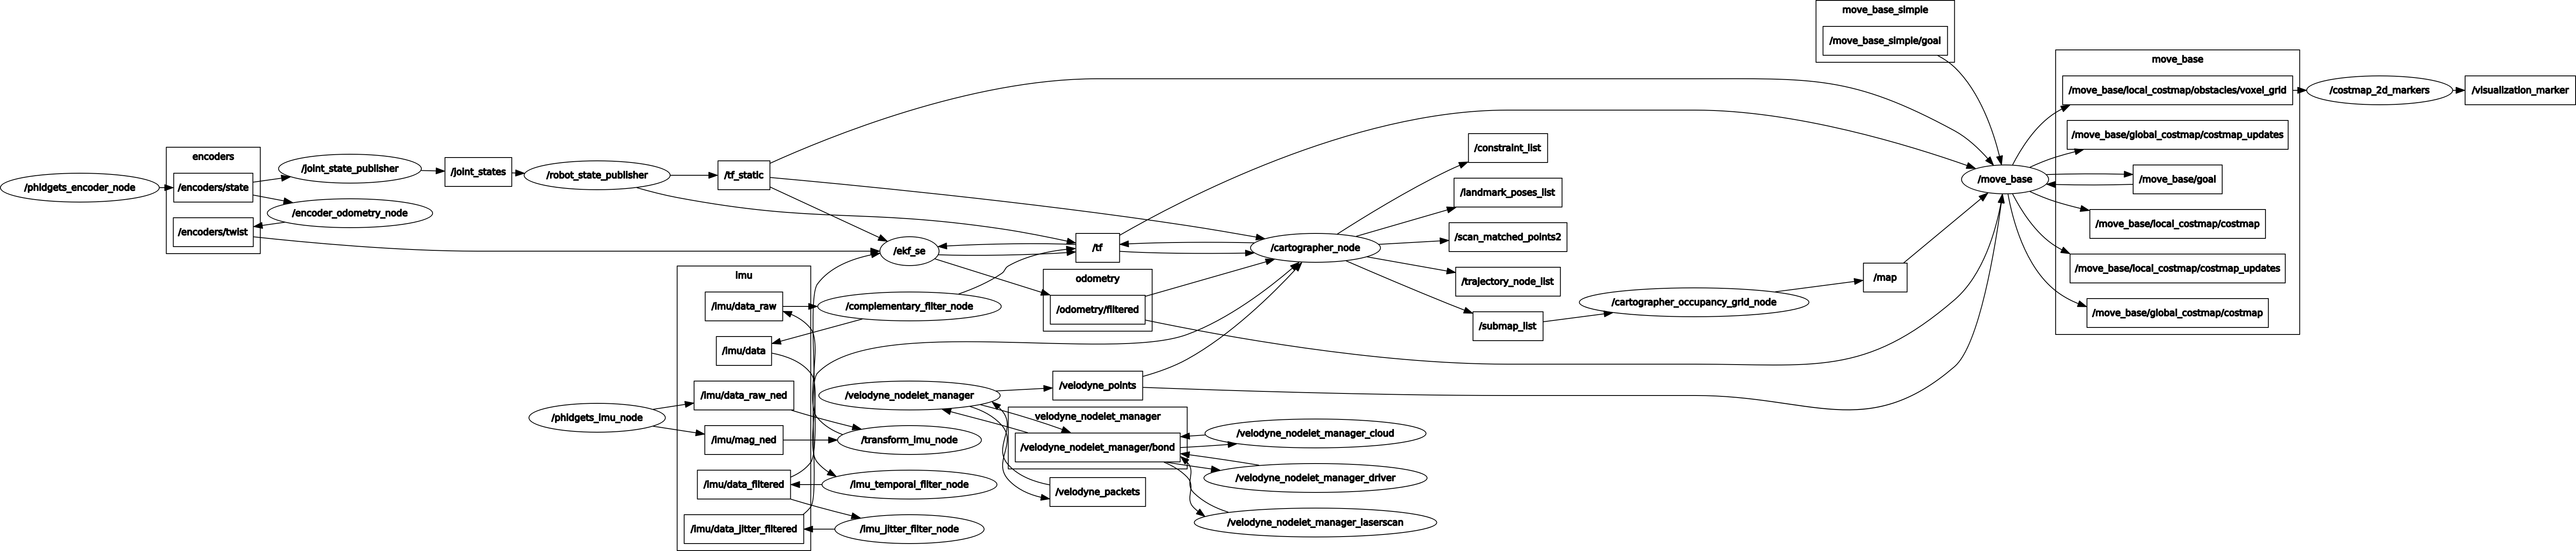 move_base_simple
/move_base_simple/goal
move_base
/move_base/local_costmap/obstacles/voxel_grid
/costmap_2d_markers
/visualization_marker
/move_base/global_costmap/costmap_updates
/constraint_list
encoders
/joint_state_publisher
/joint_states
/robot_state_publisher
/tf_static
/move_base
/move_base/goal
/phidgets_encoder_node
/encoders/state
/landmark_poses_list
/encoder_odometry_node
/encoders/twist
/move_base/local_costmap/costmap
/scan_matched_points2
/ekf_se
/tf
/cartographer_node
/move_base/local_costmap/costmap_updates
imu
odometry
/map
/trajectory_node_list
/imu/data_raw
/complementary_filter_node
/odometry/filtered
/cartographer_occupancy_grid_node
/move_base/global_costmap/costmap
/submap_list
/imu/data
/velodyne_points
/imu/data_raw_ned
/velodyne_nodelet_manager
/phidgets_imu_node
velodyne_nodelet_manager
/imu/mag_ned
/transform_imu_node
/velodyne_nodelet_manager/bond
/velodyne_nodelet_manager_cloud
/velodyne_nodelet_manager_driver
/imu/data_filtered
/imu_temporal_filter_node
/velodyne_packets
/velodyne_nodelet_manager_laserscan
/imu/data_jitter_filtered
/imu_jitter_filter_node